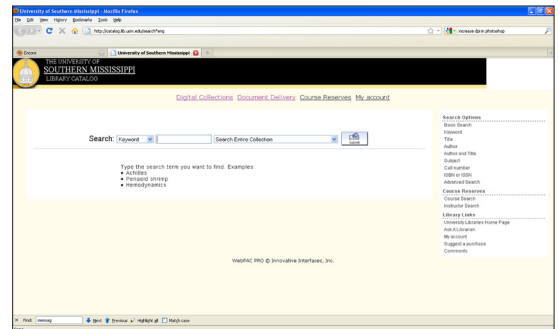 University of Southern Mississippi - Mozilla Firefox
File Edit View History Bookmarks Tools Help
http://catalog.lib.usm.edu/search*eng
increase dpi in photoshop
Encore
University of Southern Mississippi
THE UNIVERSITY OF
SOUTHERN MISSISSIPPI
LIBRARY CATALOG
Digital Collections Document Delivery Course Reserves My account
Search: Keyword Search Entire Collection Submit
Type the search term you want to find. Examples
• Achilles
• Penaeid shrimp
• Hemodynamics
WebPAC PRO © Innovative Interfaces, Inc.
Search Options
Basic Search
Keyword
Title
Author
Author and Title
Subject
Call number
ISBN or ISSN
Advanced Search
Course Reserves
Course Search
Instructor Search
Library Links
University Libraries Home Page
Ask A Librarian
My account
Suggest a purchase
Comments
Find: Next Previous Highlight all Match case